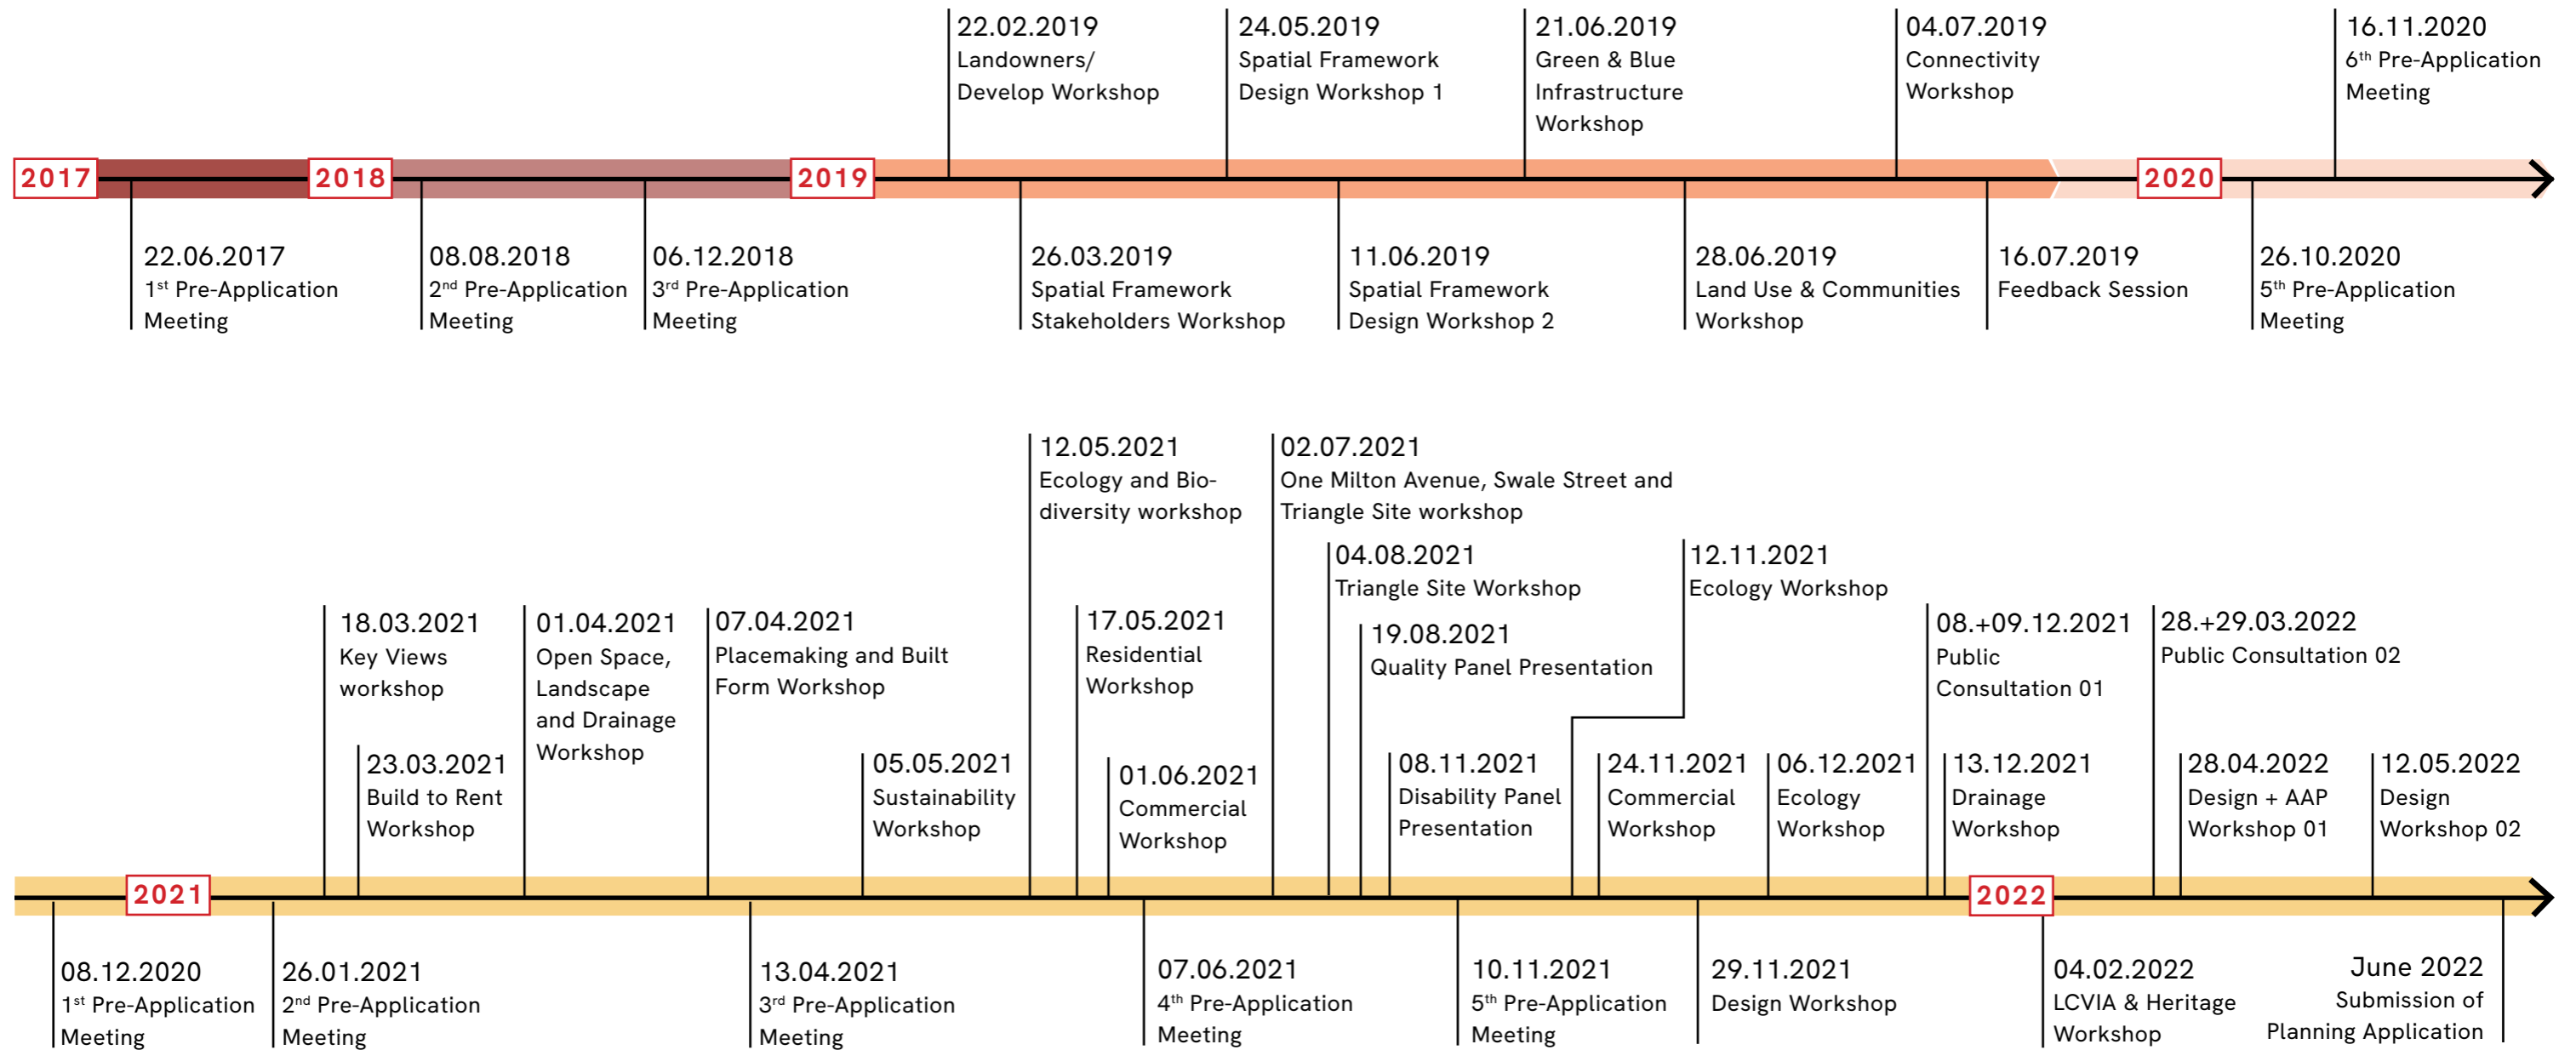 22.02.2019
Landowners/
Develop Workshop
24.05.2019
Spatial Framework
Design Workshop 1
21.06.2019
Green & Blue
Infrastructure
Workshop
04.07.2019
Connectivity
Workshop
16.11.2020
6th Pre-Application
Meeting
2017
2018
2019
2020
22.06.2017
1st Pre-Application
Meeting
08.08.2018
2nd Pre-Application
Meeting
06.12.2018
3rd Pre-Application
Meeting
26.03.2019
Spatial Framework
Stakeholders Workshop
11.06.2019
Spatial Framework
Design Workshop 2
28.06.2019
Land Use & Communities
Workshop
16.07.2019
Feedback Session
26.10.2020
5th Pre-Application
Meeting
12.05.2021
Ecology and Bio-
diversity workshop
02.07.2021
One Milton Avenue, Swale Street and
Triangle Site workshop
04.08.2021
Triangle Site Workshop
12.11.2021
Ecology Workshop
18.03.2021
Key Views
workshop
01.04.2021
Open Space,
Landscape
and Drainage
Workshop
07.04.2021
Placemaking and Built
Form Workshop
17.05.2021
Residential
Workshop
19.08.2021
Quality Panel Presentation
08.+09.12.2021
Public
Consultation 01
28.+29.03.2022
Public Consultation 02
23.03.2021
Build to Rent
Workshop
05.05.2021
Sustainability
Workshop
01.06.2021
Commercial
Workshop
08.11.2021
Disability Panel
Presentation
24.11.2021
Commercial
Workshop
06.12.2021
Ecology
Workshop
13.12.2021
Drainage
Workshop
28.04.2022
Design + AAP
Workshop 01
12.05.2022
Design
Workshop 02
2021
2022
08.12.2020
1st Pre-Application
Meeting
26.01.2021
2nd Pre-Application
Meeting
13.04.2021
3rd Pre-Application
Meeting
07.06.2021
4th Pre-Application
Meeting
10.11.2021
5th Pre-Application
Meeting
29.11.2021
Design Workshop
04.02.2022
LCVIA & Heritage
Workshop
June 2022
Submission of
Planning Application